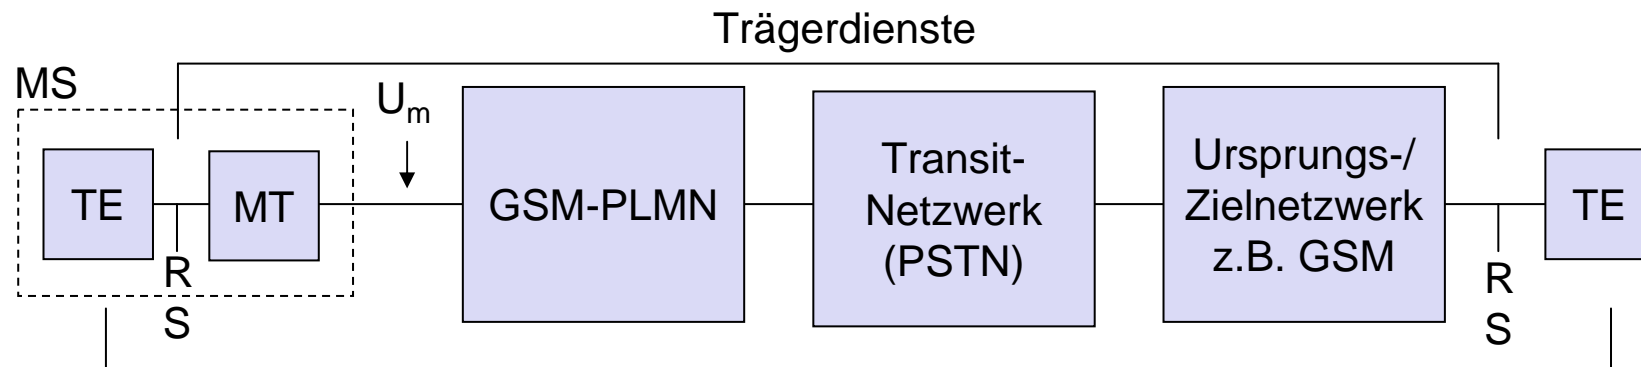 Trägerdienste
MS
Um
TE
MT
R
S
GSM-PLMN
Transit-
Netzwerk
(PSTN)
Ursprungs-/
Zielnetzwerk
z.B. GSM
R
S
TE